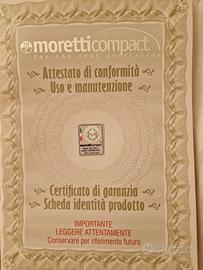 moretticompact
for the next generation
Attestato di conformità
Uso e manutenzione
Certificato di garanzia
Scheda identità prodotto
IMPORTANTE
LEGGERE ATTENTAMENTE
Conservare per riferimento futuro